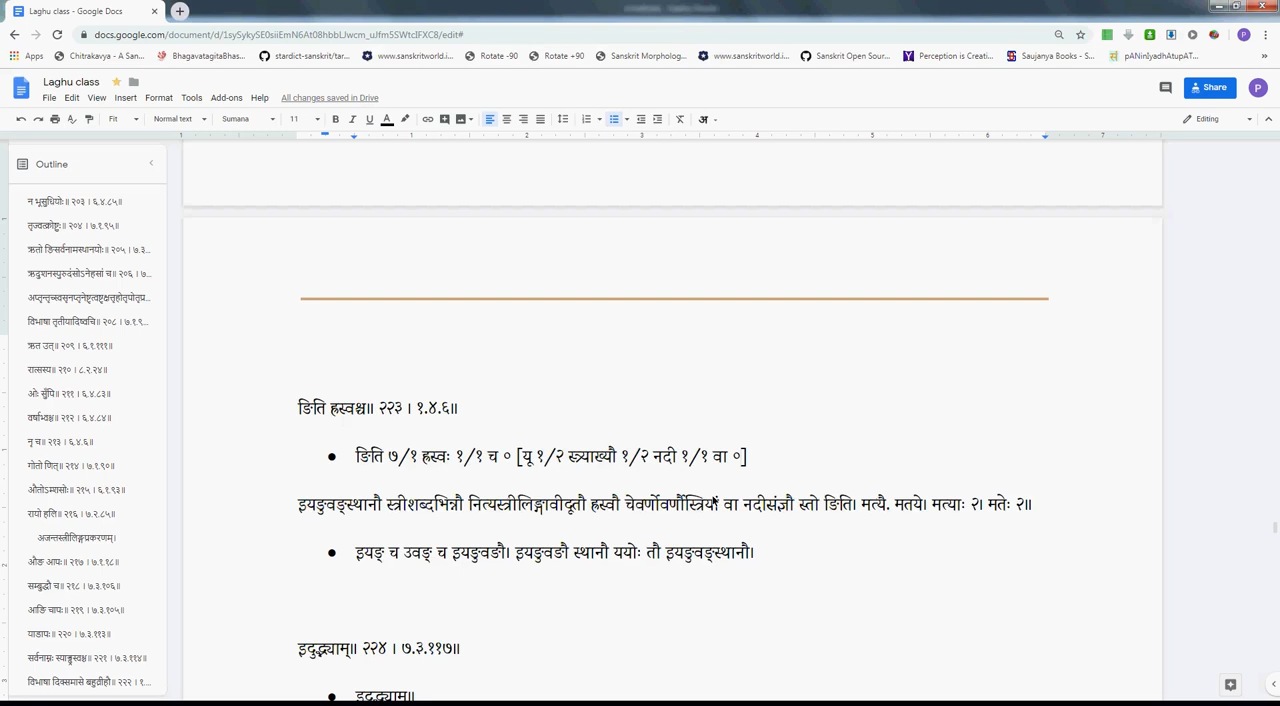 Laghu class - Google Docs
docs.google.com/document/d/1sySykySE0siiEmN6At08hbbLJwcm_uJfm5SWtcIFXC8/edit#
Apps
Chitrakavya - A San...
BhagavatagitaBhasht...
stardict-sanskrit/tar...
www.sanskritworld.i...
Rotate -90
Rotate +90
Sanskrit Morpholog...
www.sanskritworld.i...
Sanskrit Open Sour...
Perception is Creati...
Saujanya Books - S...
pANinIyadhAtupAT...
Laghu class
Share
P
File Edit View Insert Format Tools Add-ons Help All changes saved in Drive
Fit Normal text Sumana 11 B I U A अ Editing
1 1 2 3 4 5 6 7
Outline
न भूसुधियोः॥ २०३ । ६.४.८५॥
तृज्वत्क्रोष्टुः॥ २०४ । ७.१.९५॥
ऋतो ङिसर्वनामस्थानयोः॥ २०५ । ७.३...
ऋदुशनस्पुरुदंसोऽनेहसां च॥ २०६ । ७...
विभाषा तृतीयादिष्वचि॥ २०८ । ७.१.९...
ऋत उत्॥ २०९ । ६.१.१११॥
रात्सस्य॥ २१० । ८.२.२४॥
ओः सुँपि॥ २११ । ६.४.८३॥
वर्षाभ्वश्च॥ २१२ । ६.४.८४॥
नृ च॥ २१३ । ६.४.६॥
गोतो णित्॥ २१४ । ७.१.९०॥
औतोऽम्शसोः॥ २१५ । ६.१.९३॥
रायो हलि॥ २१६ । ७.२.८५॥
अजन्तस्त्रीलिङ्गप्रकरणम्।
औङ आपः॥ २१७ । ७.१.१८॥
सम्बुद्धौ च॥ २१८ । ७.३.१०६॥
आङि चापः॥ २१९ । ७.३.१०५॥
याडापः॥ २२० । ७.३.११३॥
सर्वनाम्नः स्याड्ढ्रस्वश्च॥ २२१ । ७.३.११४॥
विभाषा दिक्समासे बहुव्रीहौ॥ २२२ । १...
ङिति ह्रस्वश्च॥ २२३ । १.४.६॥
● ङिति ७/१ ह्रस्वः १/१ च ० [यू १/२ स्त्र्याख्यौ १/२ नदी १/१ वा ०]
इयङुवङ्स्थानौ स्त्रीशब्दभिन्नौ नित्यस्त्रीलिङ्गावीदूतौ ह्रस्वौ चेवर्णोवर्णौस्त्रियां वा नदीसंज्ञौ स्तो ङिति। मत्यै. मतये। मत्याः २। मतेः २॥
● इयङ् च उवङ् च इयङुवङौ। इयङुवङौ स्थानौ ययोः तौ इयङुवङ्स्थानौ।
इदुद्भ्याम्॥ २२४ । ७.३.११७॥
● इदुद्भ्याम॥